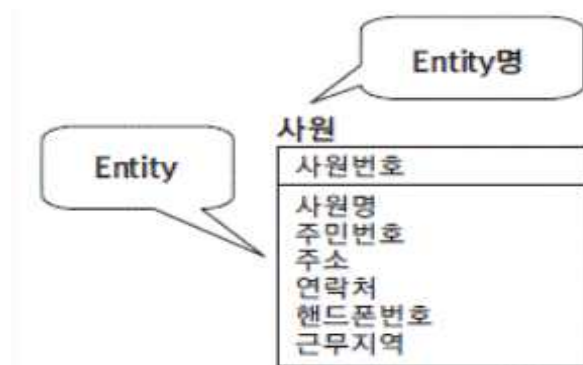 Entity명
사원
Entity
사원번호
사원명
주민번호
주소
연락처
핸드폰번호
근무지역